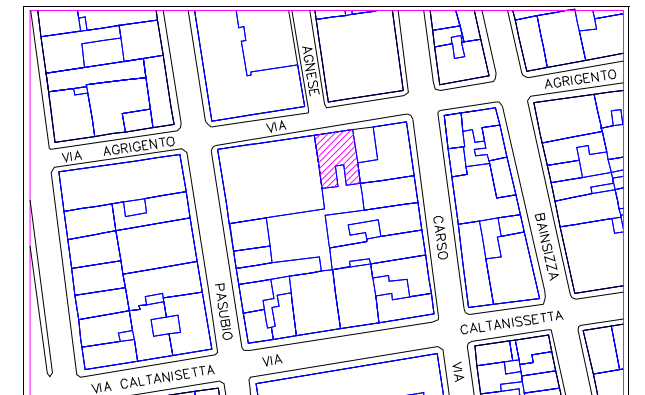 AGNESE
AGRIGENTO
VIA
VIA AGRIGENTO
CARSO
BAINSIZZA
PASUBIO
CALTANISSETTA
VIA
VIA
VIA CALTANISETTA